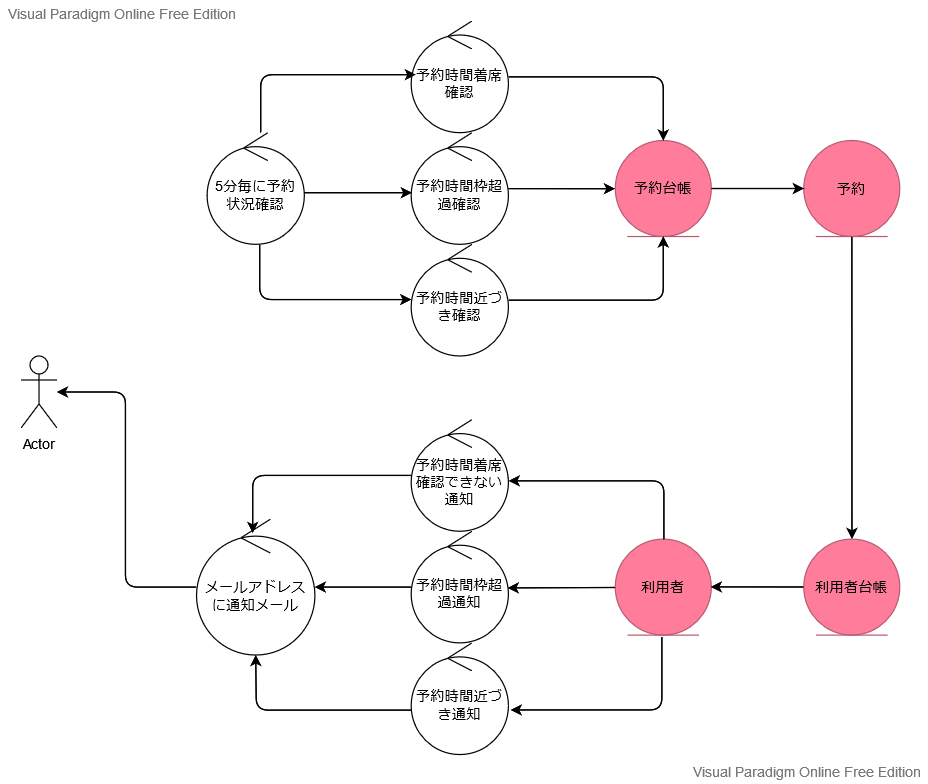 Visual Paradigm Online Free Edition
予約時間着席
確認
5分毎に予約
状況確認
予約時間枠超
過確認
予約台帳
予約
予約時間近づ
き確認
Actor
予約時間着席
確認できない
通知
メールアドレス
に通知メール
予約時間枠超
過通知
利用者
利用者台帳
予約時間近づ
き通知
Visual Paradigm Online Free Edition